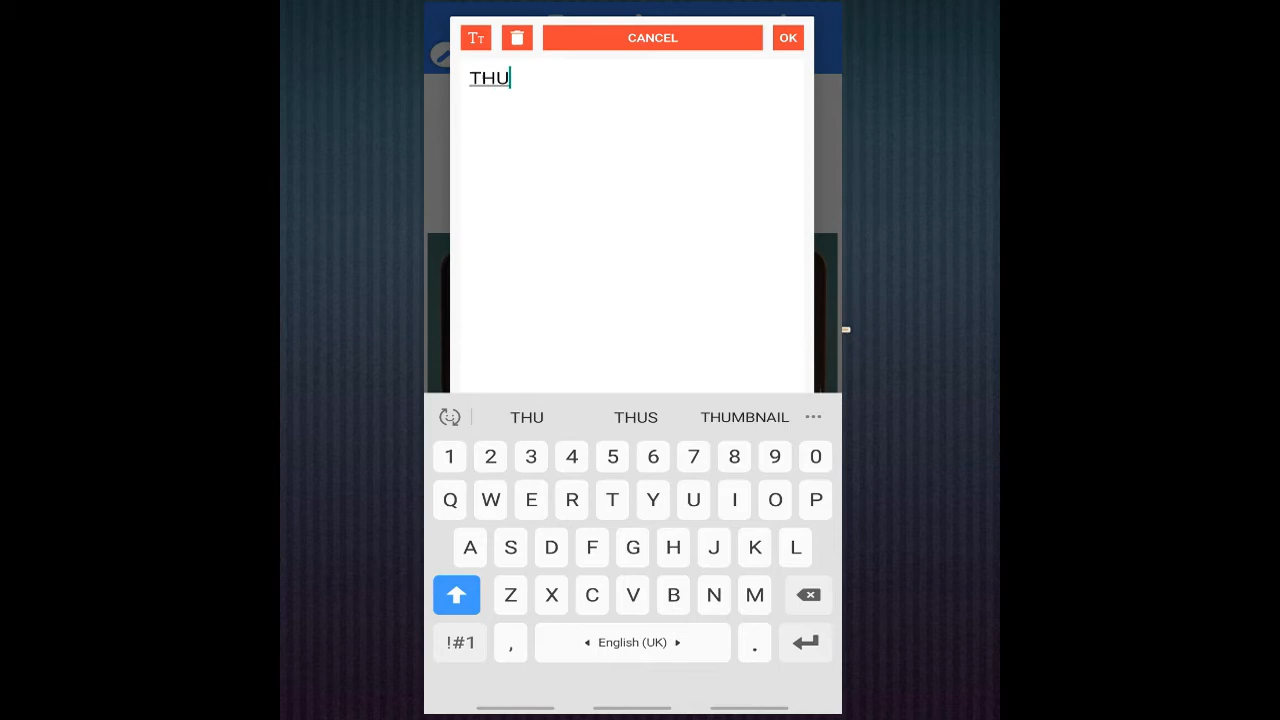 Tt CANCEL OK
THU
THU THUS THUMBNAIL ...
1 2 3 4 5 6 7 8 9 0
Q W E R T Y U I O P
A S D F G H J K L
Z X C V B N M
!#1 , English (UK) .